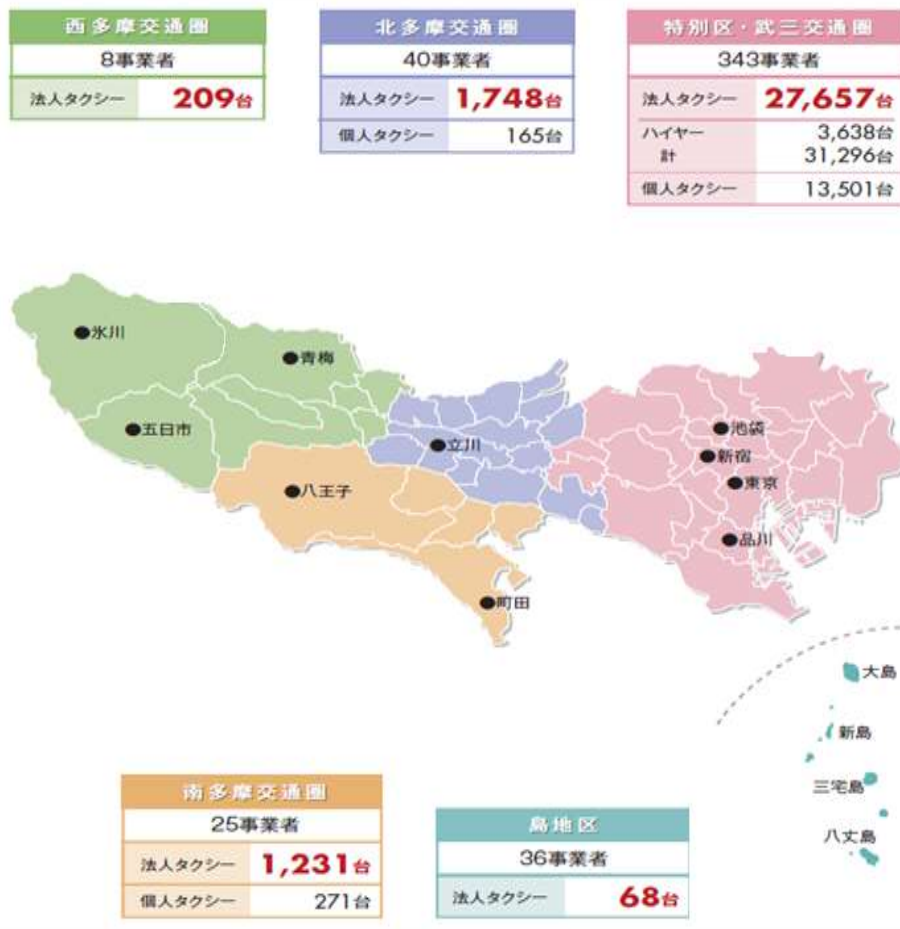 西多摩交通圏
8事業者
法人タクシー 209台
北多摩交通圏
40事業者
法人タクシー 1,748台
個人タクシー 165台
特別区・武三交通圏
343事業者
法人タクシー 27,657台
ハイヤー 3,638台
計 31,296台
個人タクシー 13,501台
氷川
青梅
五日市
立川
八王子
町田
池袋
新宿
東京
品川
大島
新島
三宅島
八丈島
南多摩交通圏
25事業者
法人タクシー 1,231台
個人タクシー 271台
島地区
36事業者
法人タクシー 68台